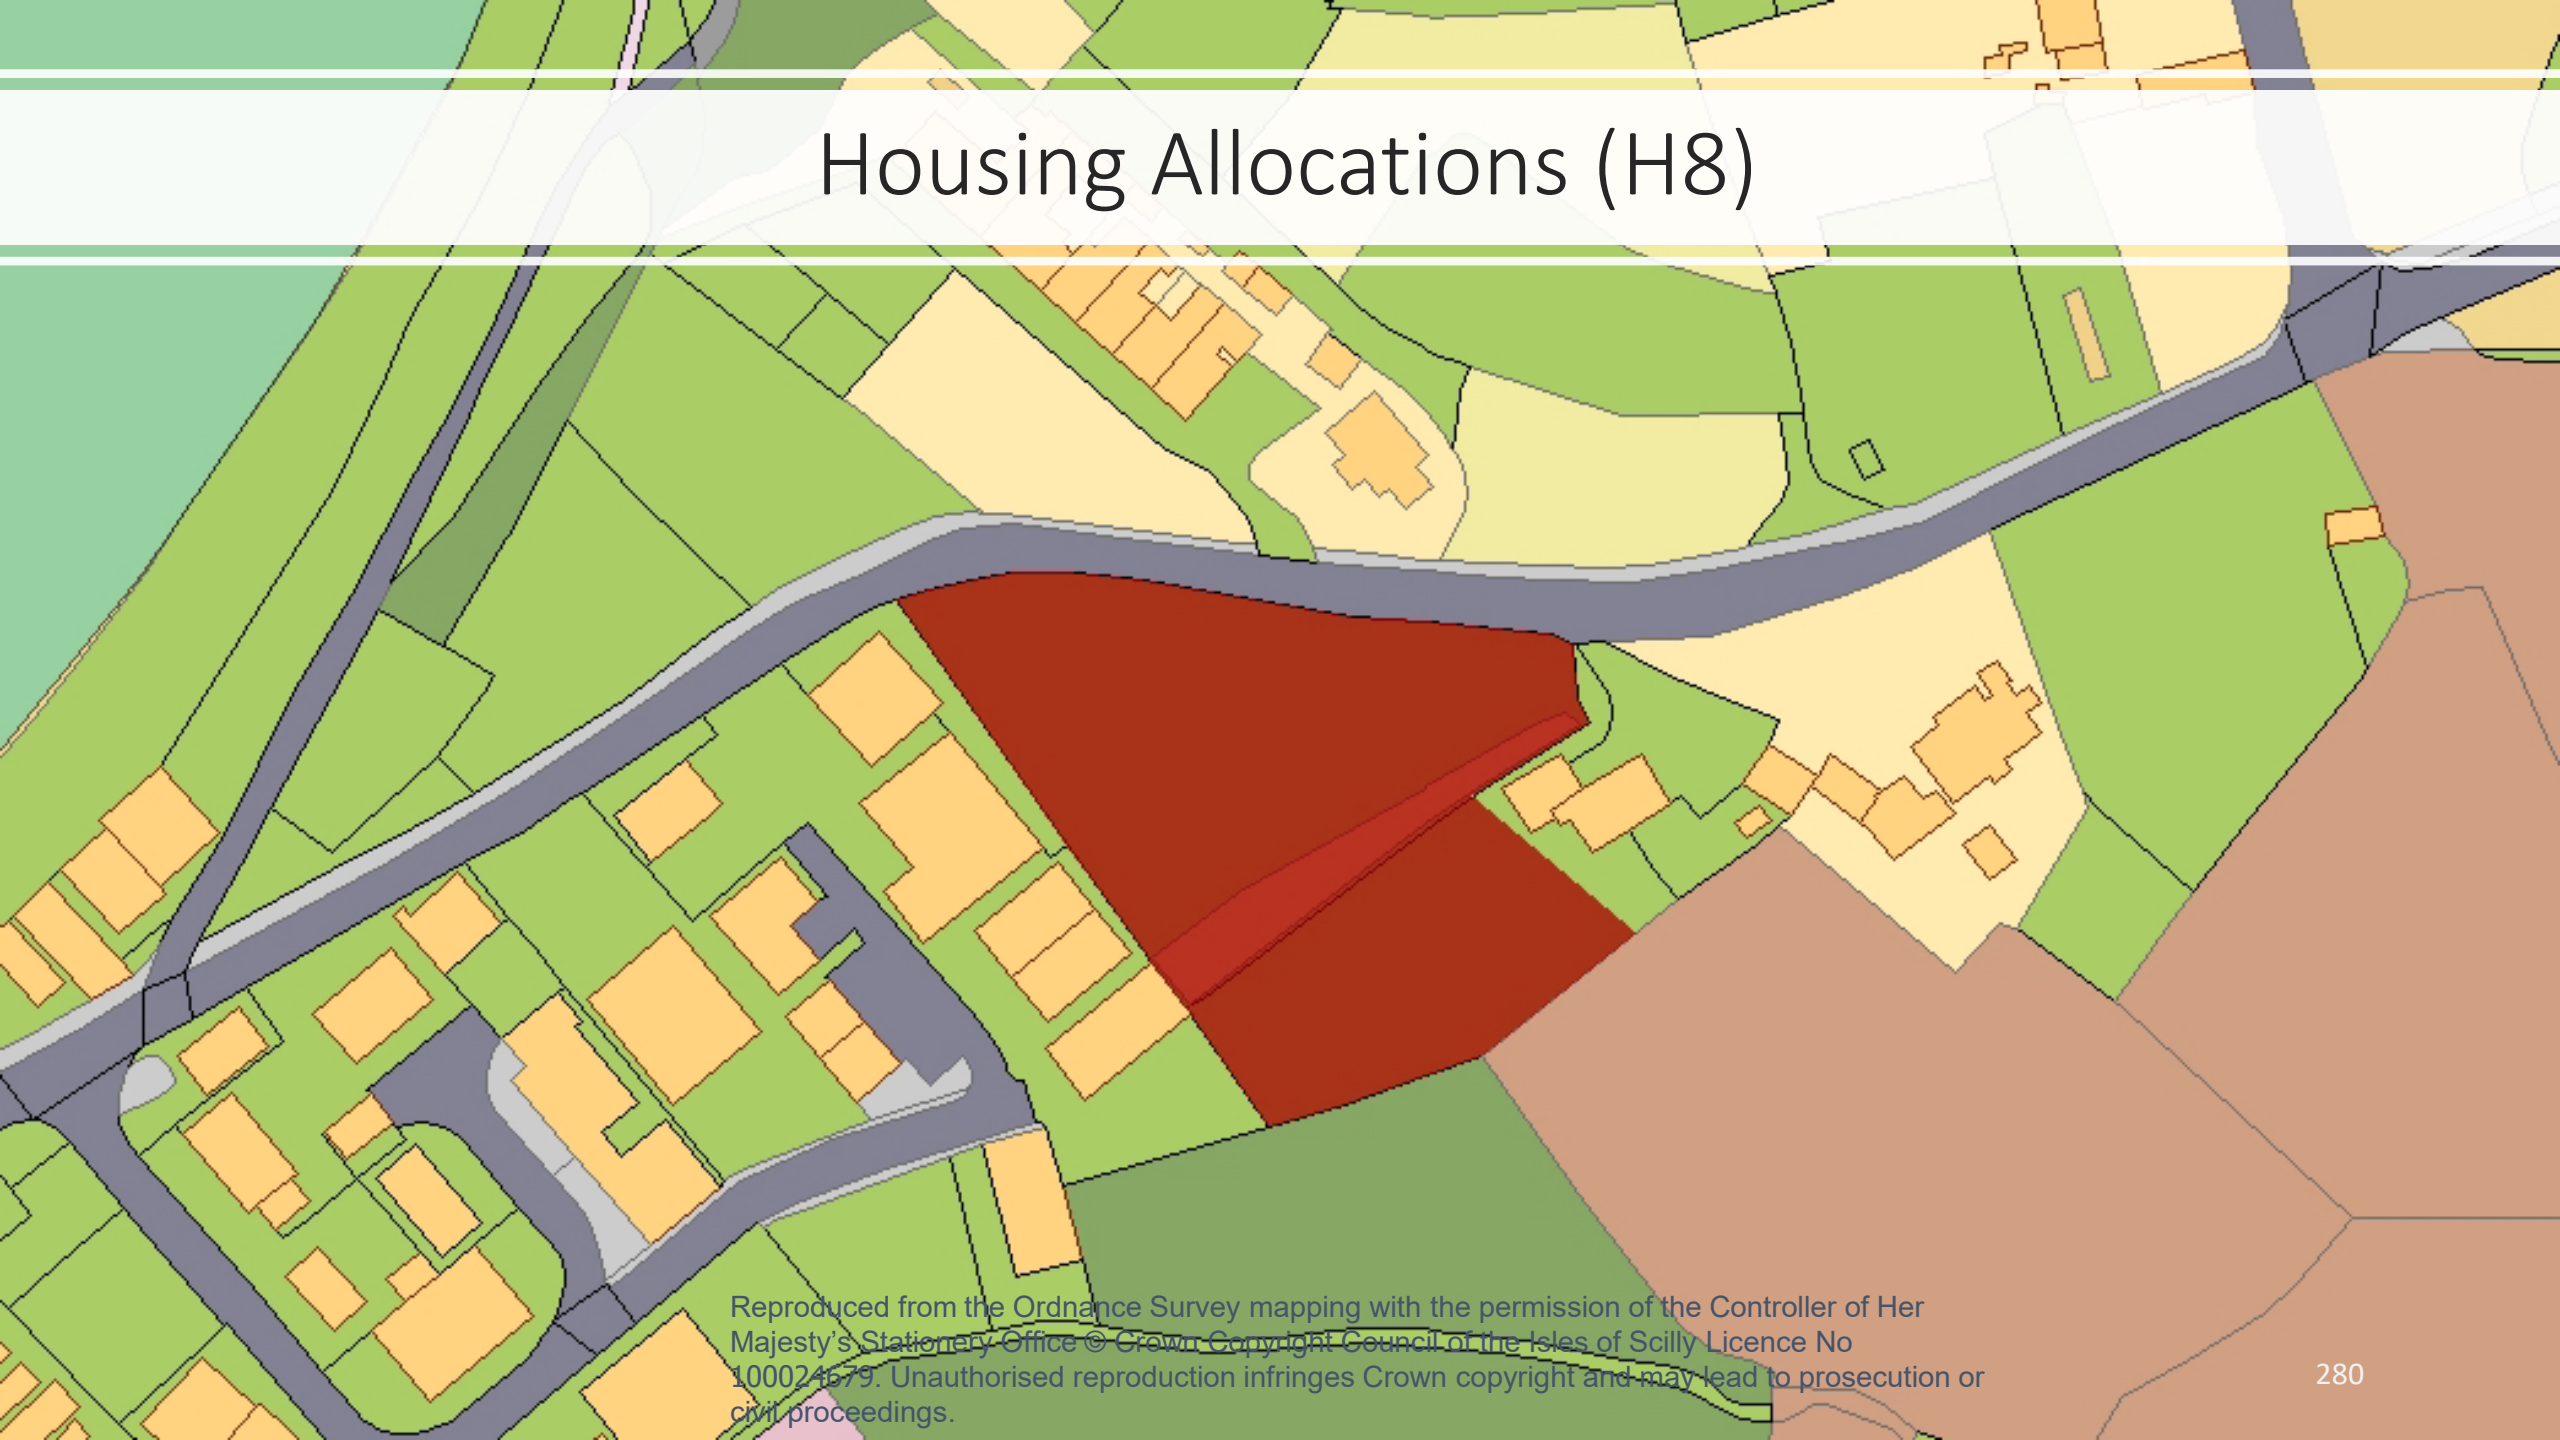 Housing Allocations (H8)
Reproduced from the Ordnance Survey mapping with the permission of the Controller of Her
Majesty’s Stationery Office © Crown Copyright Council of the Isles of Scilly Licence No
100024679. Unauthorised reproduction infringes Crown copyright and may lead to prosecution or
civil proceedings.
280